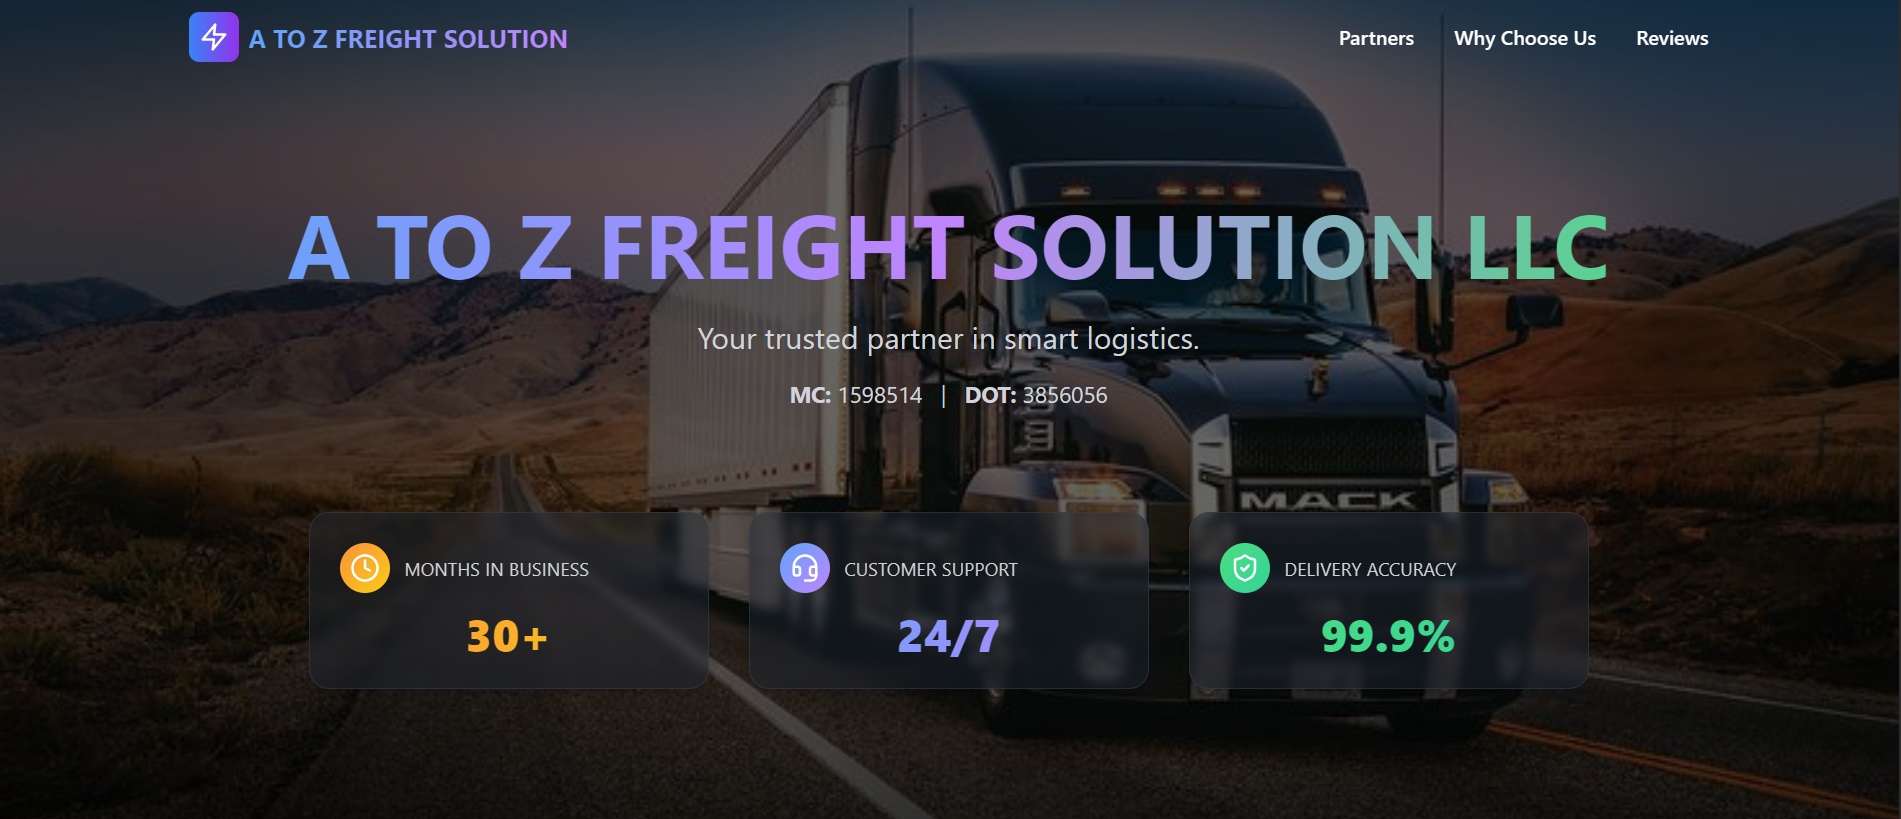 A TO Z FREIGHT SOLUTION
Partners
Why Choose Us
Reviews
A TO Z FREIGHT SOLUTION LLC
Your trusted partner in smart logistics.
MC: 1598514 | DOT: 3856056
MACK
MONTHS IN BUSINESS
30+
CUSTOMER SUPPORT
24/7
DELIVERY ACCURACY
99.9%